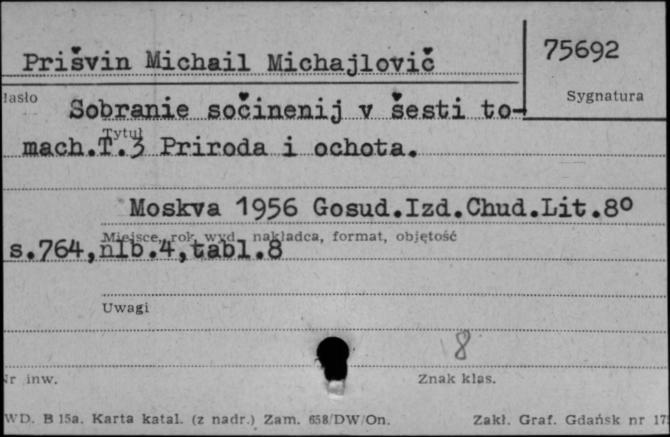 Prišvin Michail Michajlovič
75692
Hasło
Sygnatura
Sobranie sočinenij v šesti to-
Tytuł
mach.T.3 Priroda i ochota.
Moskva 1956 Gosud.Izd.Chud.Lit.8º
Miejsce, rok, wyd. nakładca, format, objętość
s.764,nlb.4,tabl.8
Uwagi
8
Nr inw.
Znak klas.
WD. B 15a. Karta katal. (z nadr.) Zam. 658/DW/On.
Zakł. Graf. Gdańsk nr 17